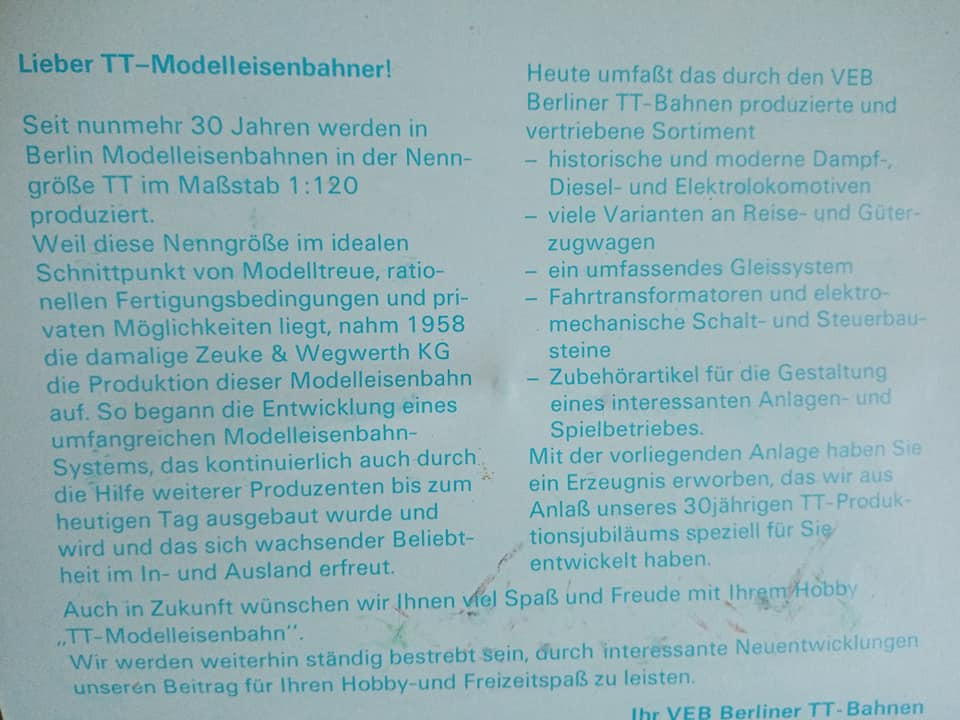 Lieber TT-Modelleisenbahner!
Seit nunmehr 30 Jahren werden in
Berlin Modelleisenbahnen in der Nenn-
größe TT im Maßstab 1:120
produziert.
Weil diese Nenngröße im idealen
Schnittpunkt von Modelltreue, ratio-
nellen Fertigungsbedingungen und pri-
vaten Möglichkeiten liegt, nahm 1958
die damalige Zeuke & Wegwerth KG
die Produktion dieser Modelleisenbahn
auf. So begann die Entwicklung eines
umfangreichen Modelleisenbahn-
Systems, das kontinuierlich auch durch
die Hilfe weiterer Produzenten bis zum
heutigen Tag ausgebaut wurde und
wird und das sich wachsender Beliebt-
heit im In- und Ausland erfreut.
Heute umfaßt das durch den VEB
Berliner TT-Bahnen produzierte und
vertriebene Sortiment
– historische und moderne Dampf-,
Diesel- und Elektrolokomotiven
– viele Varianten an Reise- und Güter-
zugwagen
– ein umfassendes Gleissystem
– Fahrtransformatoren und elektro-
mechanische Schalt- und Steuerbau-
steine
– Zubehörartikel für die Gestaltung
eines interessanten Anlagen- und
Spielbetriebes.
Mit der vorliegenden Anlage haben Sie
ein Erzeugnis erworben, das wir aus
Anlaß unseres 30jährigen TT-Produk-
tionsjubiläums speziell für Sie
entwickelt haben.
Auch in Zukunft wünschen wir Ihnen viel Spaß und Freude mit Ihrem Hobby
„TT-Modelleisenbahn".
Wir werden weiterhin ständig bestrebt sein, durch interessante Neuentwicklungen
unseren Beitrag für Ihren Hobby-und Freizeitspaß zu leisten.
Ihr VEB Berliner TT-Bahnen